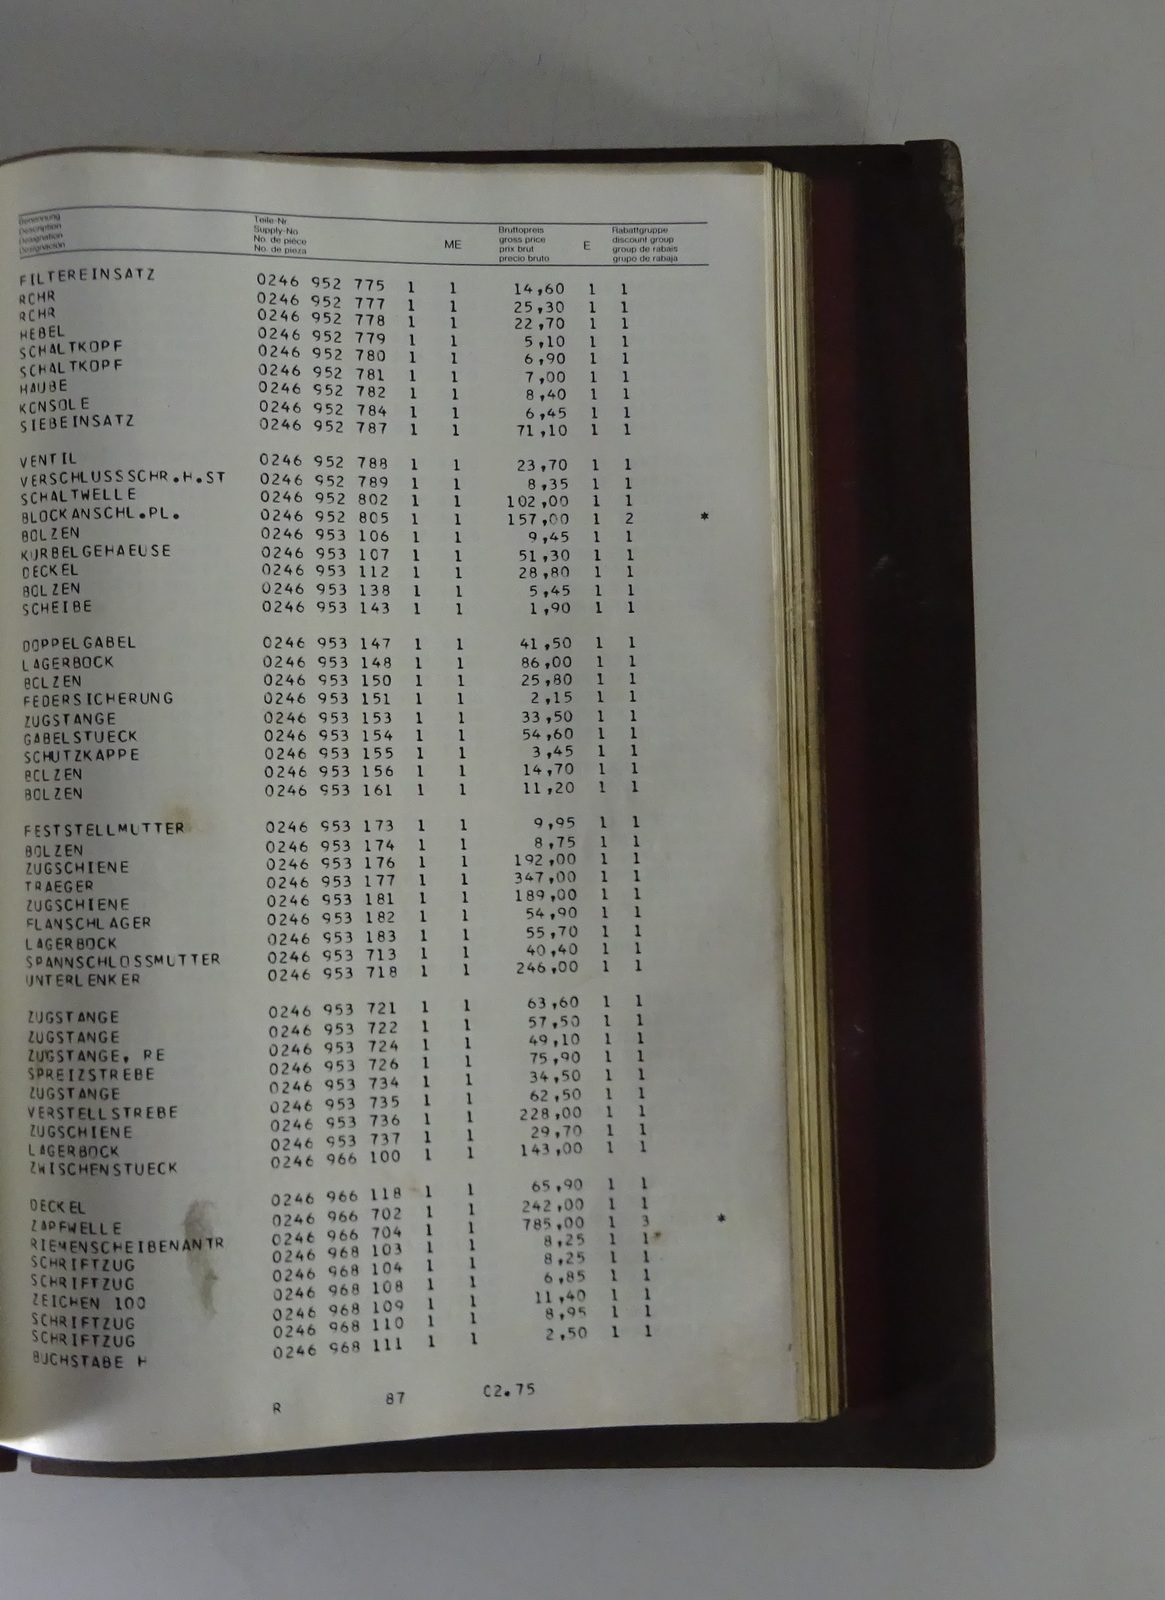 Benennung
Description
Designation
Designación
Teile-Nr.
Supply-No.
No. de pièce
No. de pieza
ME
Bruttopreis
gross price
prix brut
precio bruto
E
Rabattgruppe
discount group
group de rabais
grupo de rabaja
FILTEREINSATZ 0246 952 775 1 1 14,60 1 1
ROHR 0246 952 777 1 1 25,30 1 1
ROHR 0246 952 778 1 1 22,70 1 1
HEBEL 0246 952 779 1 1 5,10 1 1
SCHALTKOPF 0246 952 780 1 1 6,90 1 1
SCHALTKOPF 0246 952 781 1 1 7,00 1 1
HAUBE 0246 952 782 1 1 8,40 1 1
KONSOLE 0246 952 784 1 1 6,45 1 1
SIEBEINSATZ 0246 952 787 1 1 71,10 1 1
VENTIL 0246 952 788 1 1 23,70 1 1
VERSCHLUSSSCHR.H.ST 0246 952 789 1 1 8,35 1 1
SCHALTWELLE 0246 952 802 1 1 102,00 1 1
BLOCKANSCHL.PL. 0246 952 805 1 1 157,00 1 2 *
BOLZEN 0246 953 106 1 1 9,45 1 1
KURBELGEHAEUSE 0246 953 107 1 1 51,30 1 1
DECKEL 0246 953 112 1 1 28,80 1 1
BOLZEN 0246 953 138 1 1 5,45 1 1
SCHEIBE 0246 953 143 1 1 1,90 1 1
DOPPELGABEL 0246 953 147 1 1 41,50 1 1
LAGERBOCK 0246 953 148 1 1 86,00 1 1
BOLZEN 0246 953 150 1 1 25,80 1 1
FEDERSICHERUNG 0246 953 151 1 1 2,15 1 1
ZUGSTANGE 0246 953 153 1 1 33,50 1 1
GABELSTUECK 0246 953 154 1 1 54,60 1 1
SCHUTZKAPPE 0246 953 155 1 1 3,45 1 1
BOLZEN 0246 953 156 1 1 14,70 1 1
BOLZEN 0246 953 161 1 1 11,20 1 1
FESTSTELLMUTTER 0246 953 173 1 1 9,95 1 1
BOLZEN 0246 953 174 1 1 8,75 1 1
ZUGSCHIENE 0246 953 176 1 1 192,00 1 1
TRAEGER 0246 953 177 1 1 347,00 1 1
ZUGSCHIENE 0246 953 181 1 1 189,00 1 1
FLANSCHLAGER 0246 953 182 1 1 54,90 1 1
LAGERBOCK 0246 953 183 1 1 55,70 1 1
SPANNSCHLOSSMUTTER 0246 953 713 1 1 40,40 1 1
UNTERLENKER 0246 953 718 1 1 246,00 1 1
ZUGSTANGE 0246 953 721 1 1 63,60 1 1
ZUGSTANGE 0246 953 722 1 1 57,50 1 1
ZUGSTANGE, RE 0246 953 724 1 1 49,10 1 1
SPREIZSTREBE 0246 953 726 1 1 75,90 1 1
ZUGSTANGE 0246 953 734 1 1 34,50 1 1
VERSTELLSTREBE 0246 953 735 1 1 62,50 1 1
ZUGSCHIENE 0246 953 736 1 1 228,00 1 1
LAGERBOCK 0246 953 737 1 1 29,70 1 1
ZWISCHENSTUECK 0246 966 100 1 1 143,00 1 1
DECKEL 0246 966 118 1 1 65,90 1 1
ZAPFWELLE 0246 966 702 1 1 242,00 1 1
RIEMENSCHEIBENANTR 0246 966 704 1 1 785,00 1 3 *
SCHRIFTZUG 0246 968 103 1 1 8,25 1 1
SCHRIFTZUG 0246 968 104 1 1 8,25 1 1
ZEICHEN 100 0246 968 108 1 1 6,85 1 1
SCHRIFTZUG 0246 968 109 1 1 11,40 1 1
SCHRIFTZUG 0246 968 110 1 1 8,95 1 1
BUCHSTABE H 0246 968 111 1 1 2,50 1 1
R 87 C2.75